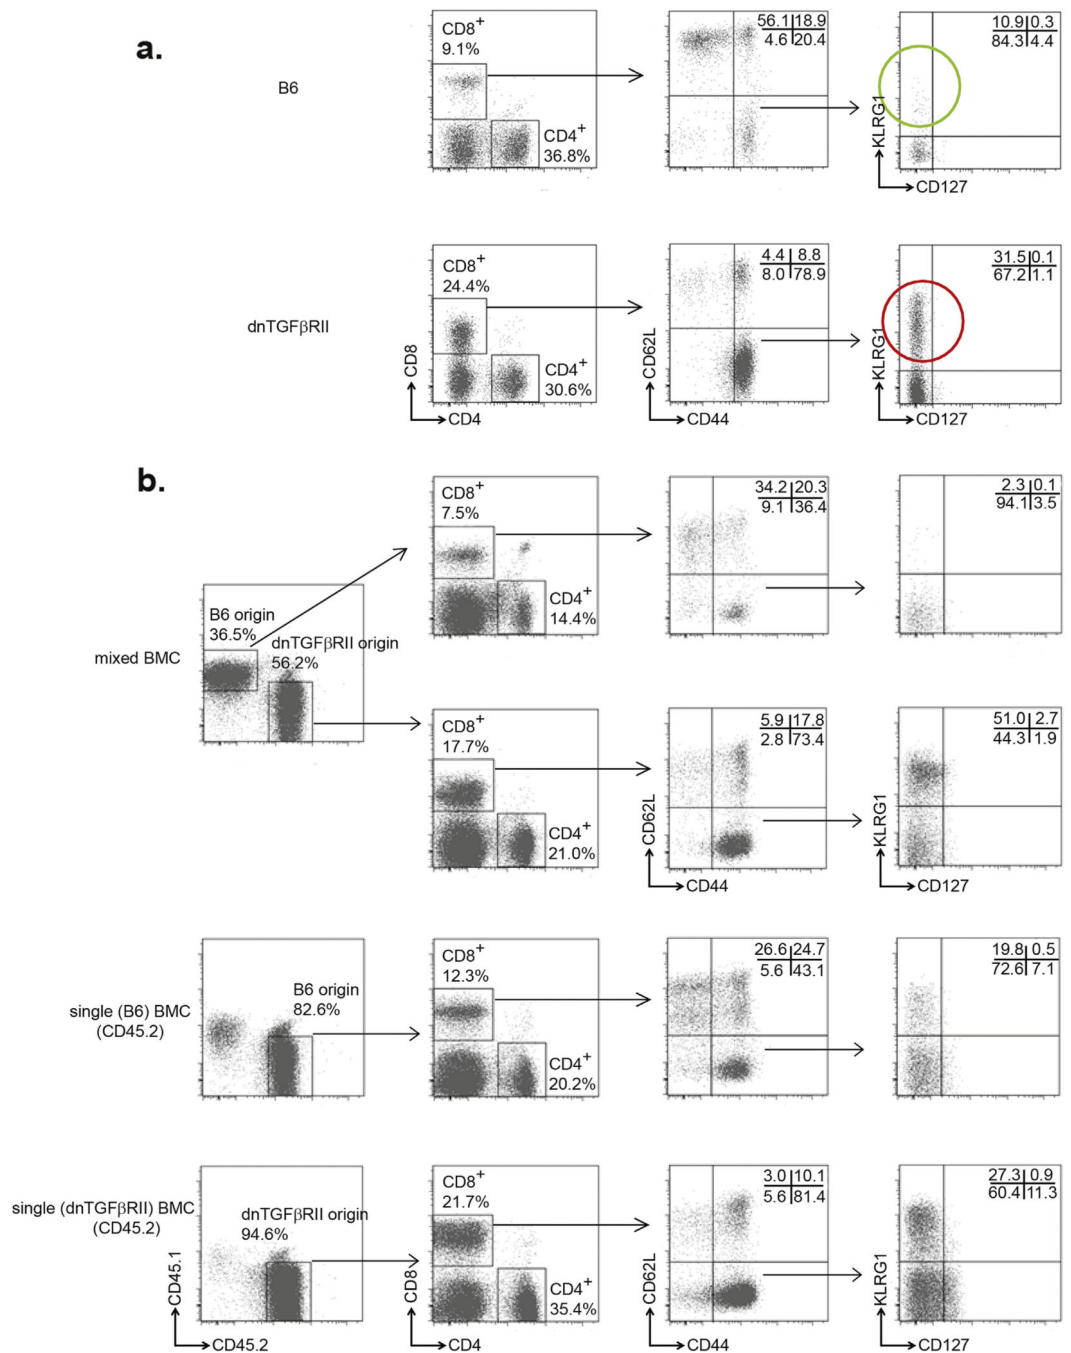 a.
B6
CD8+
9.1%
CD4+
36.8%
56.1 18.9
4.6 20.4
10.9 0.3
84.3 4.4
KLRG1
CD127
dnTGFβRII
CD8+
24.4%
CD4+
30.6%
CD8
CD4
4.4 8.8
8.0 78.9
CD62L
CD44
31.5 0.1
67.2 1.1
KLRG1
CD127
b.
mixed BMC
B6 origin
36.5%
dnTGFβRII origin
56.2%
CD8+
7.5%
CD4+
14.4%
34.2 20.3
9.1 36.4
2.3 0.1
94.1 3.5
CD8+
17.7%
CD4+
21.0%
5.9 17.8
2.8 73.4
CD62L
CD44
51.0 2.7
44.3 1.9
KLRG1
CD127
single (B6) BMC
(CD45.2)
B6 origin
82.6%
CD8+
12.3%
CD4+
20.2%
26.6 24.7
5.6 43.1
19.8 0.5
72.6 7.1
single (dnTGFβRII) BMC
(CD45.2)
dnTGFβRII origin
94.6%
CD45.1
CD45.2
CD8+
21.7%
CD4+
35.4%
CD8
CD4
3.0 10.1
5.6 81.4
CD62L
CD44
27.3 0.9
60.4 11.3
KLRG1
CD127